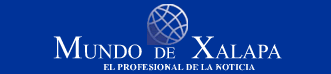 MUNDO DE XALAPA
EL PROFESIONAL DE LA NOTICIA